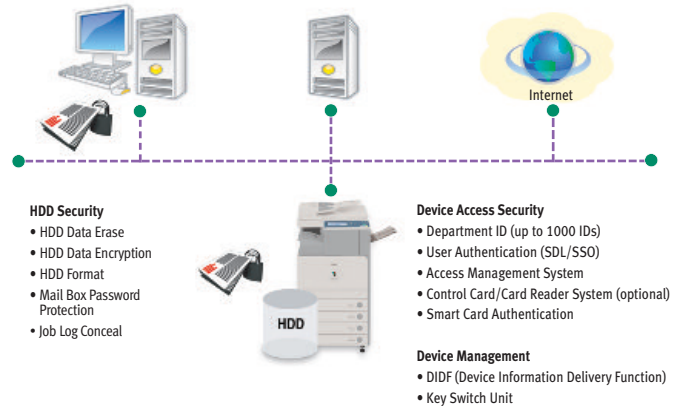 Internet
HDD Security
• HDD Data Erase
• HDD Data Encryption
• HDD Format
• Mail Box Password
Protection
• Job Log Conceal
HDD
Device Access Security
• Department ID (up to 1000 IDs)
• User Authentication (SDL/SSO)
• Access Management System
• Control Card/Card Reader System (optional)
• Smart Card Authentication
Device Management
• DIDF (Device Information Delivery Function)
• Key Switch Unit